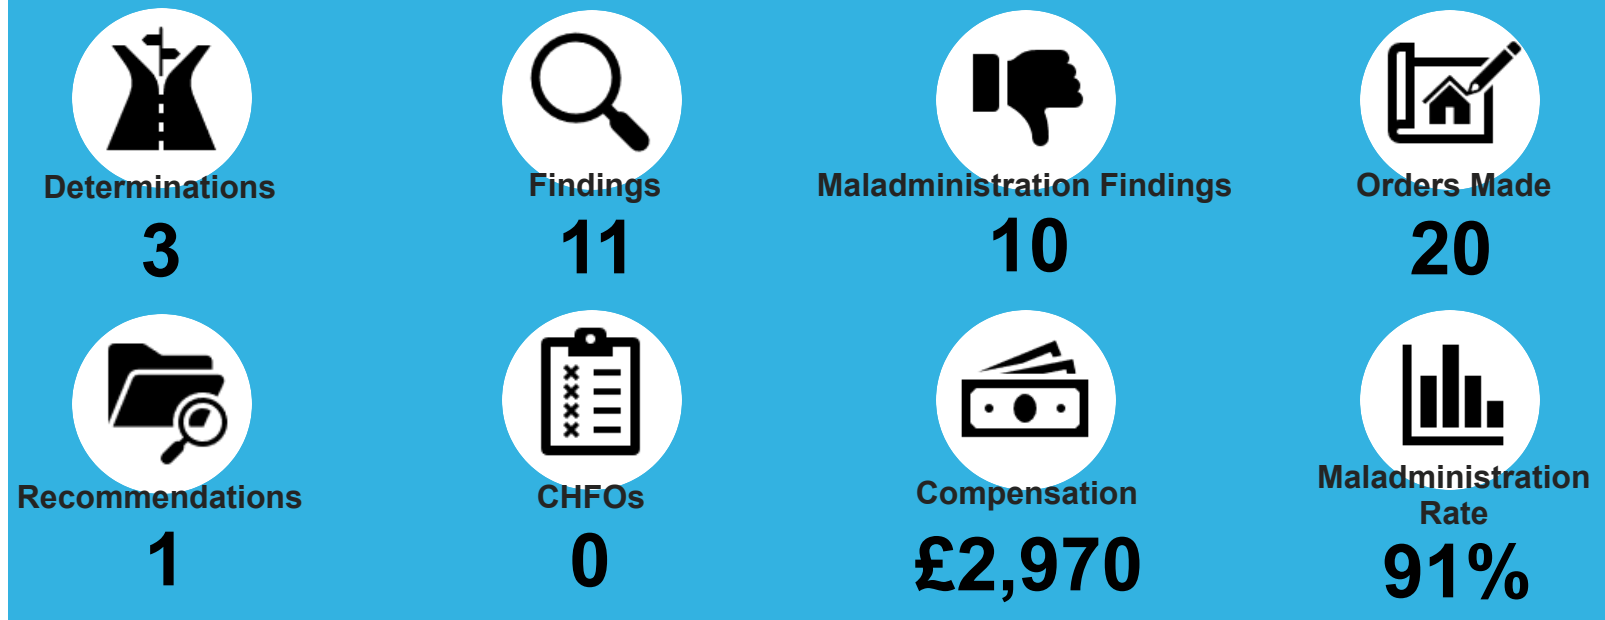 Determinations
3
Findings
11
Maladministration Findings
10
Orders Made
20
Recommendations
1
CHFOs
0
Compensation
£2,970
Maladministration
Rate
91%